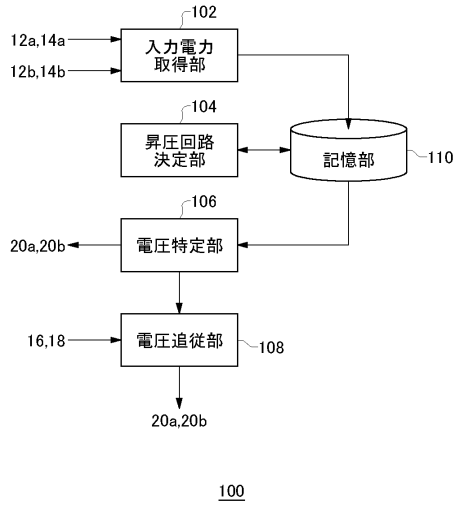 102
12a,14a
12b,14b
入力電力
取得部
104
昇圧回路
決定部
記憶部
110
106
20a,20b
電圧特定部
16,18
電圧追従部
108
20a,20b
100